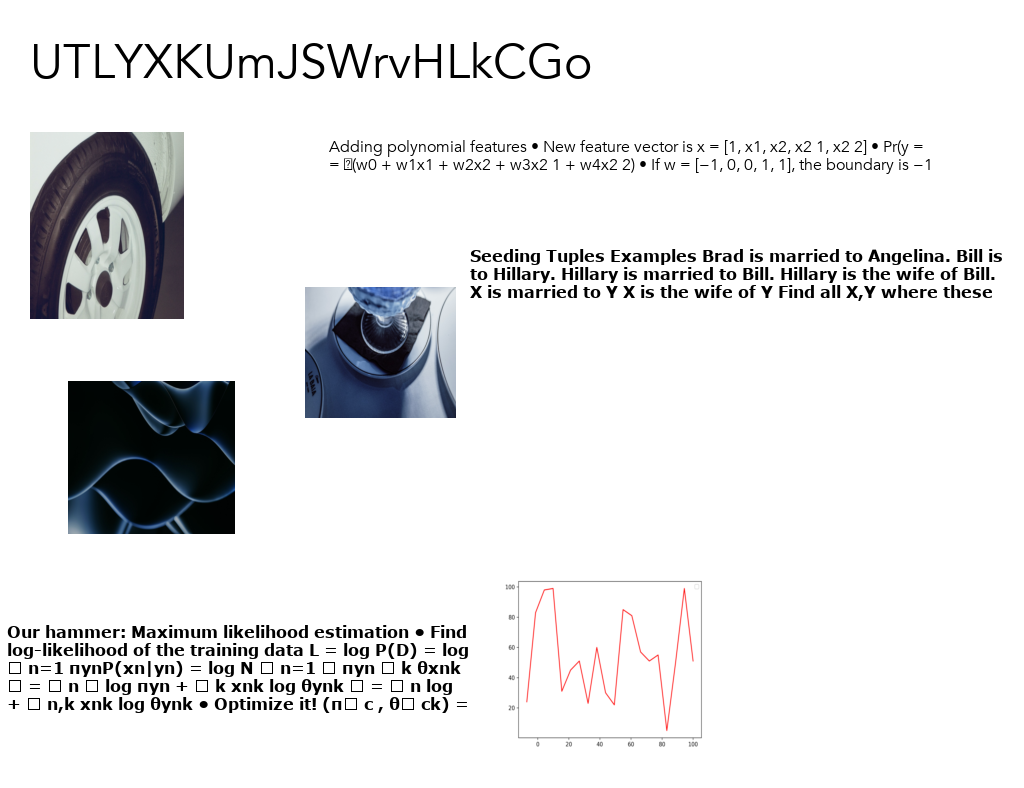 UTLYXKUmJSWrvHLkCGo
Adding polynomial features • New feature vector is x = [1, x1, x2, x2 1, x2 2] • Pr(y =
= (w0 + w1x1 + w2x2 + w3x2 1 + w4x2 2) • If w = [−1, 0, 0, 1, 1], the boundary is −1
Seeding Tuples Examples Brad is married to Angelina. Bill is
to Hillary. Hillary is married to Bill. Hillary is the wife of Bill.
X is married to Y X is the wife of Y Find all X,Y where these
Our hammer: Maximum likelihood estimation • Find
log-likelihood of the training data L = log P(D) = log
□ n=1 πynP(xn|yn) = log N □ n=1 □ πyn □ k θxnk
□ = □ n □ log πyn + □ k xnk log θynk □ = □ n log
+ □ n,k xnk log θynk • Optimize it! (π□ c , θ□ ck) =
100
80
60
40
20
0 20 40 60 80 100